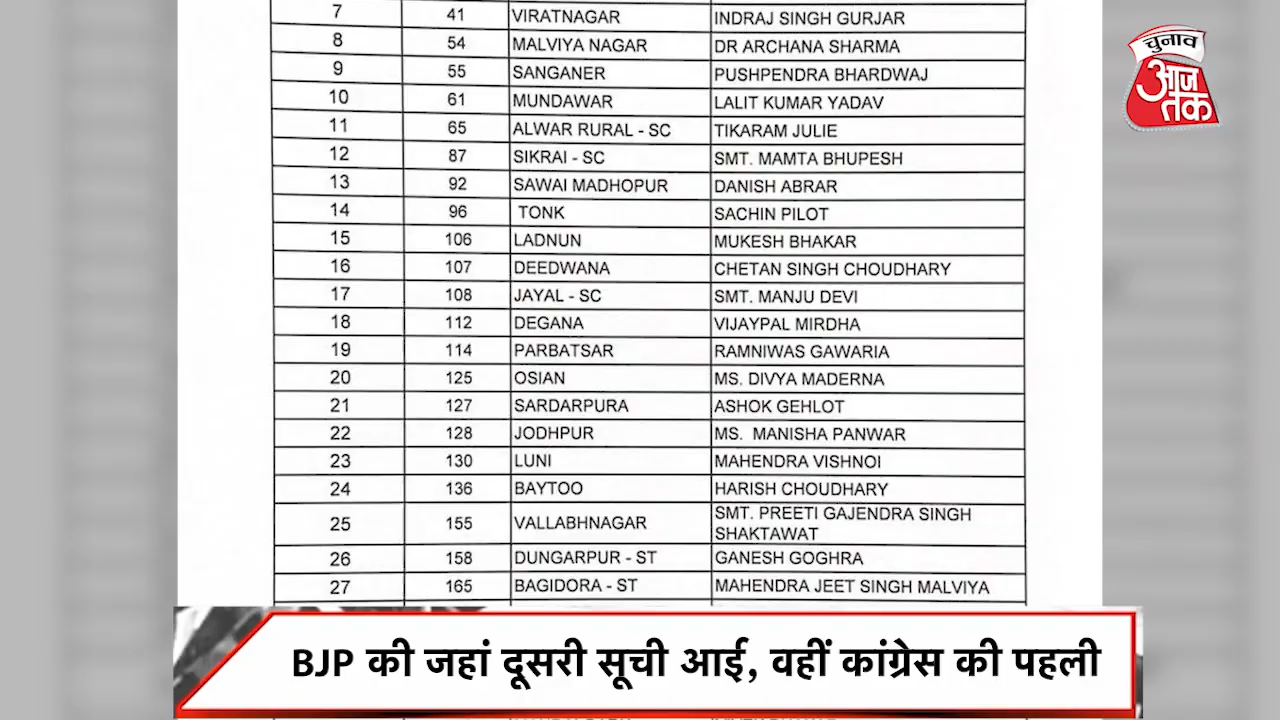 7 41 VIRATNAGAR INDRAJ SINGH GURJAR
8 54 MALVIYA NAGAR DR ARCHANA SHARMA
9 55 SANGANER PUSHPENDRA BHARDWAJ
10 61 MUNDAWAR LALIT KUMAR YADAV
11 65 ALWAR RURAL - SC TIKARAM JULIE
12 87 SIKRAI - SC SMT. MAMTA BHUPESH
13 92 SAWAI MADHOPUR DANISH ABRAR
14 96 TONK SACHIN PILOT
15 106 LADNUN MUKESH BHAKAR
16 107 DEEDWANA CHETAN SINGH CHOUDHARY
17 108 JAYAL - SC SMT. MANJU DEVI
18 112 DEGANA VIJAYPAL MIRDHA
19 114 PARBATSAR RAMNIWAS GAWARIA
20 125 OSIAN MS. DIVYA MADERNA
21 127 SARDARPURA ASHOK GEHLOT
22 128 JODHPUR MS. MANISHA PANWAR
23 130 LUNI MAHENDRA VISHNOI
24 136 BAYTOO HARISH CHOUDHARY
25 155 VALLABHNAGAR SMT. PREETI GAJENDRA SINGH
SHAKTAWAT
26 158 DUNGARPUR - ST GANESH GOGHRA
27 165 BAGIDORA - ST MAHENDRA JEET SINGH MALVIYA
चुनाव
आज
तक
BJP की जहां दूसरी सूची आई, वहीं कांग्रेस की पहली